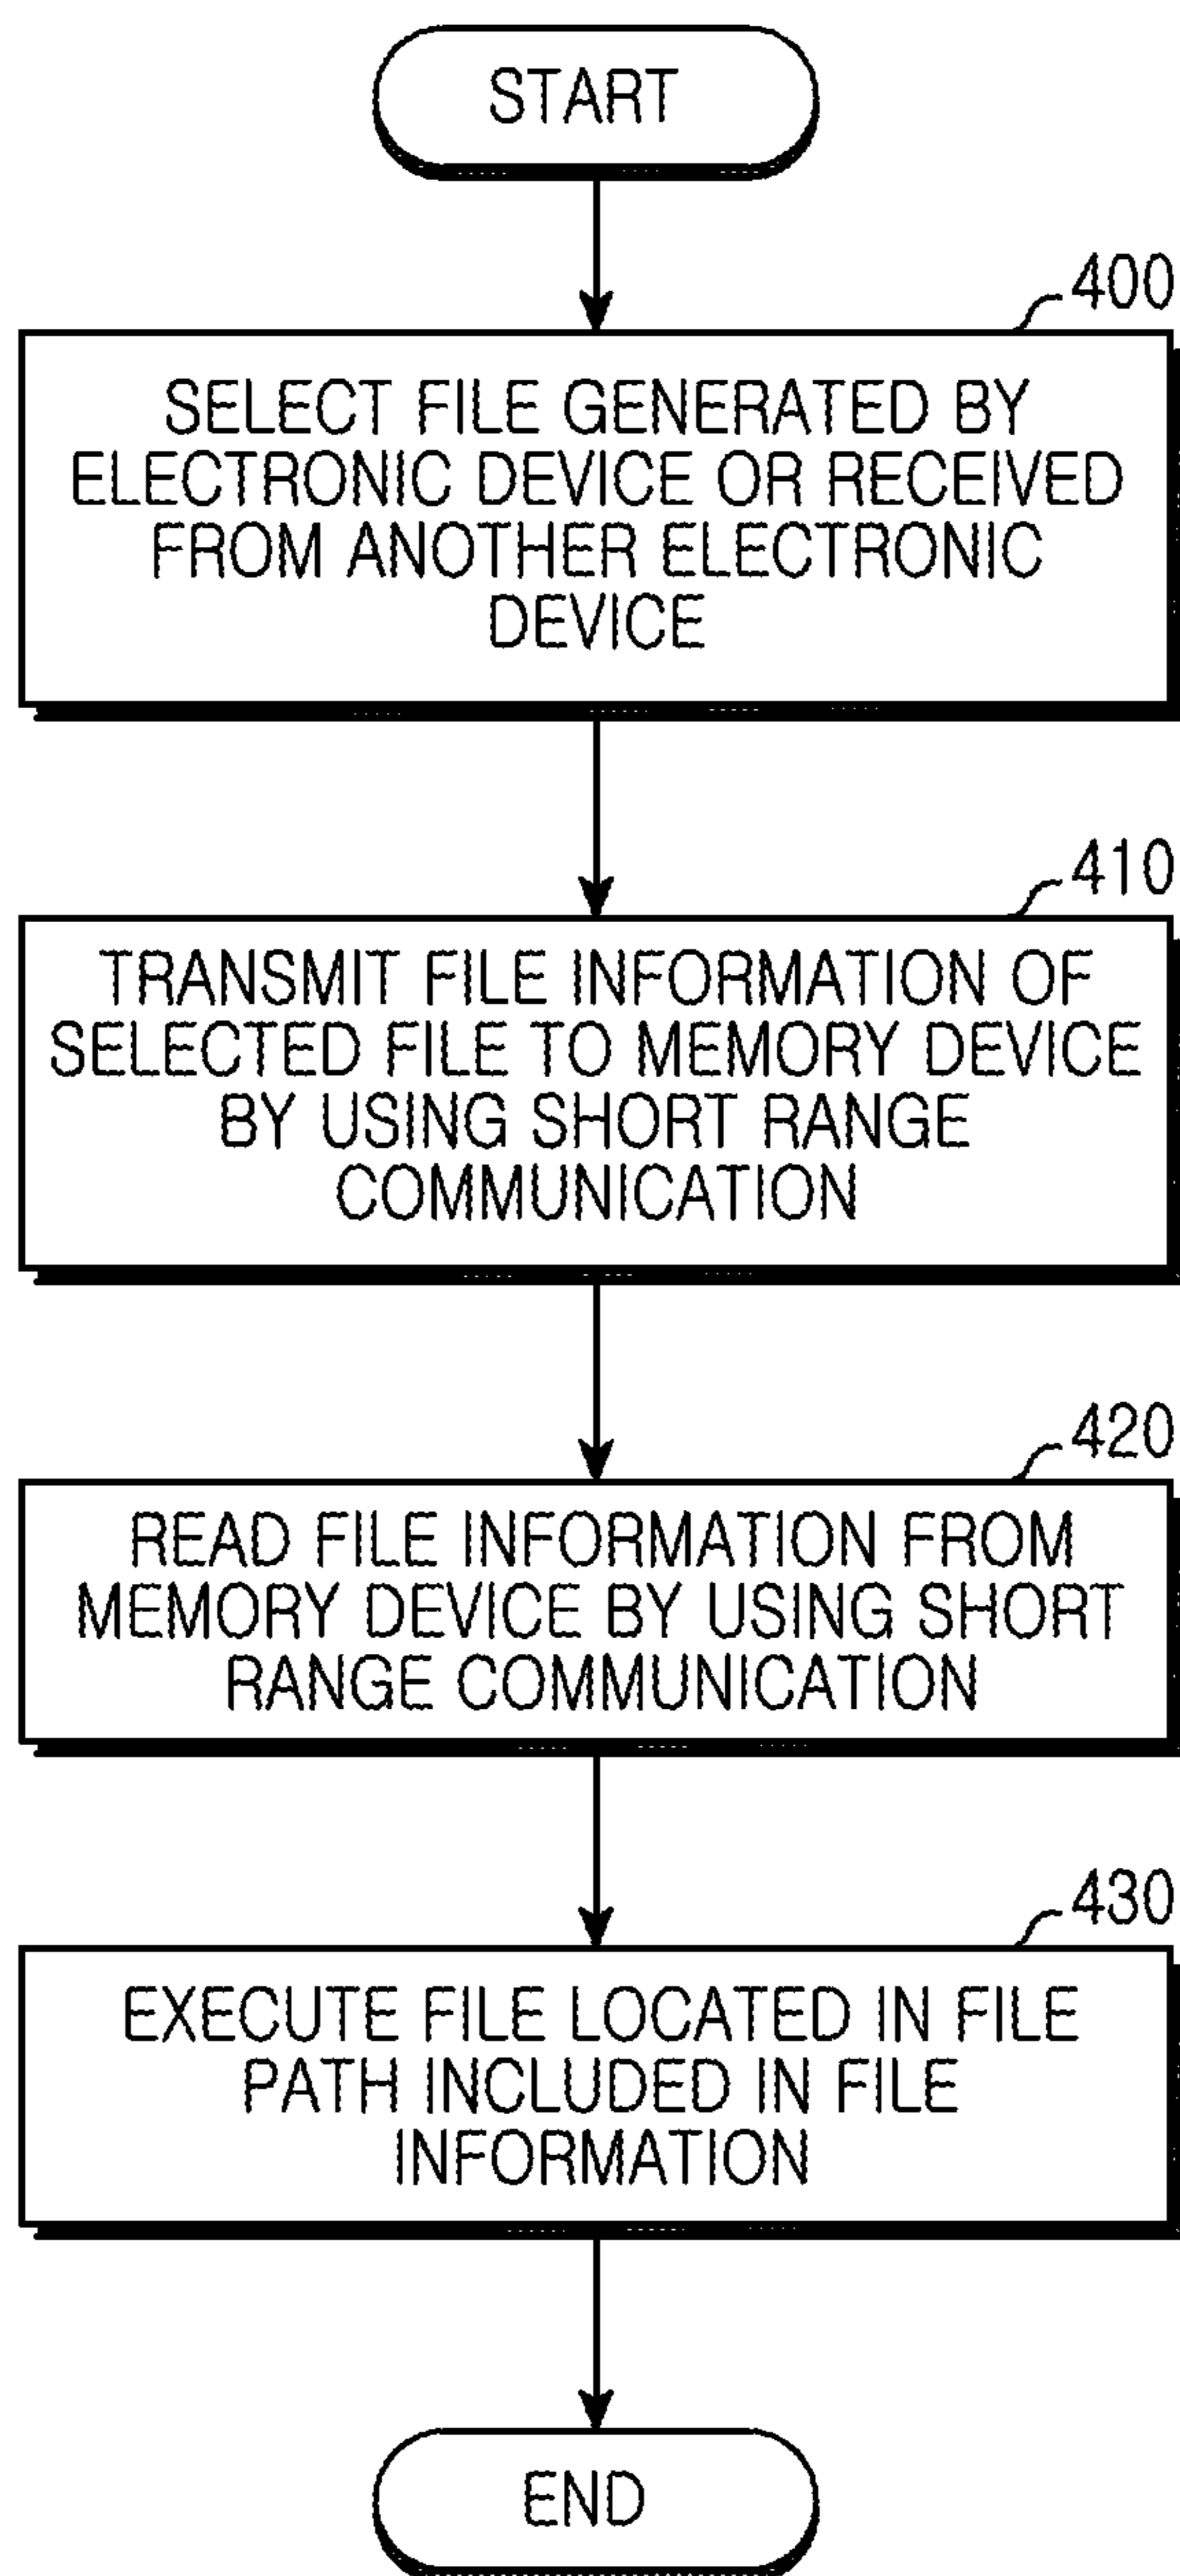 START
400
SELECT FILE GENERATED BY
ELECTRONIC DEVICE OR RECEIVED
FROM ANOTHER ELECTRONIC
DEVICE
410
TRANSMIT FILE INFORMATION OF
SELECTED FILE TO MEMORY DEVICE
BY USING SHORT RANGE
COMMUNICATION
420
READ FILE INFORMATION FROM
MEMORY DEVICE BY USING SHORT
RANGE COMMUNICATION
430
EXECUTE FILE LOCATED IN FILE
PATH INCLUDED IN FILE
INFORMATION
END